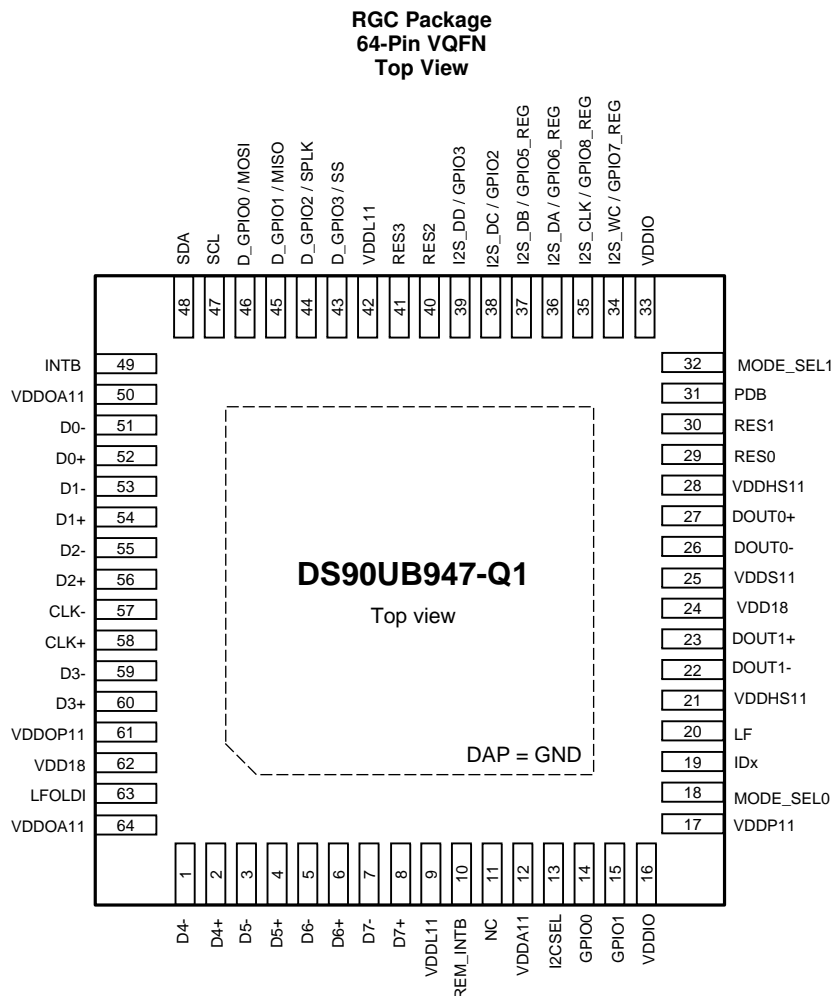 RGC Package
64-Pin VQFN
Top View
SDA
SCL
D_GPIO0 / MOSI
D_GPIO1 / MISO
D_GPIO2 / SPLK
D_GPIO3 / SS
VDDL11
RES3
RES2
I2S_DD / GPIO3
I2S_DC / GPIO2
I2S_DB / GPIO5_REG
I2S_DA / GPIO6_REG
I2S_CLK / GPIO8_REG
I2S_WC / GPIO7_REG
VDDIO
48 47 46 45 44 43 42 41 40 39 38 37 36 35 34 33
INTB 49
VDDOA11 50
D0- 51
D0+ 52
D1- 53
D1+ 54
D2- 55
D2+ 56
CLK- 57
CLK+ 58
D3- 59
D3+ 60
VDDOP11 61
VDD18 62
LFOLDI 63
VDDOA11 64
DS90UB947-Q1
Top view
DAP = GND
32 MODE_SEL1
31 PDB
30 RES1
29 RES0
28 VDDHS11
27 DOUT0+
26 DOUT0-
25 VDDS11
24 VDD18
23 DOUT1+
22 DOUT1-
21 VDDHS11
20 LF
19 IDx
18 MODE_SEL0
17 VDDP11
1 2 3 4 5 6 7 8 9 10 11 12 13 14 15 16
D4-
D4+
D5-
D5+
D6-
D6+
D7-
D7+
VDDL11
REM_INTB
NC
VDDA11
I2CSEL
GPIO0
GPIO1
VDDIO